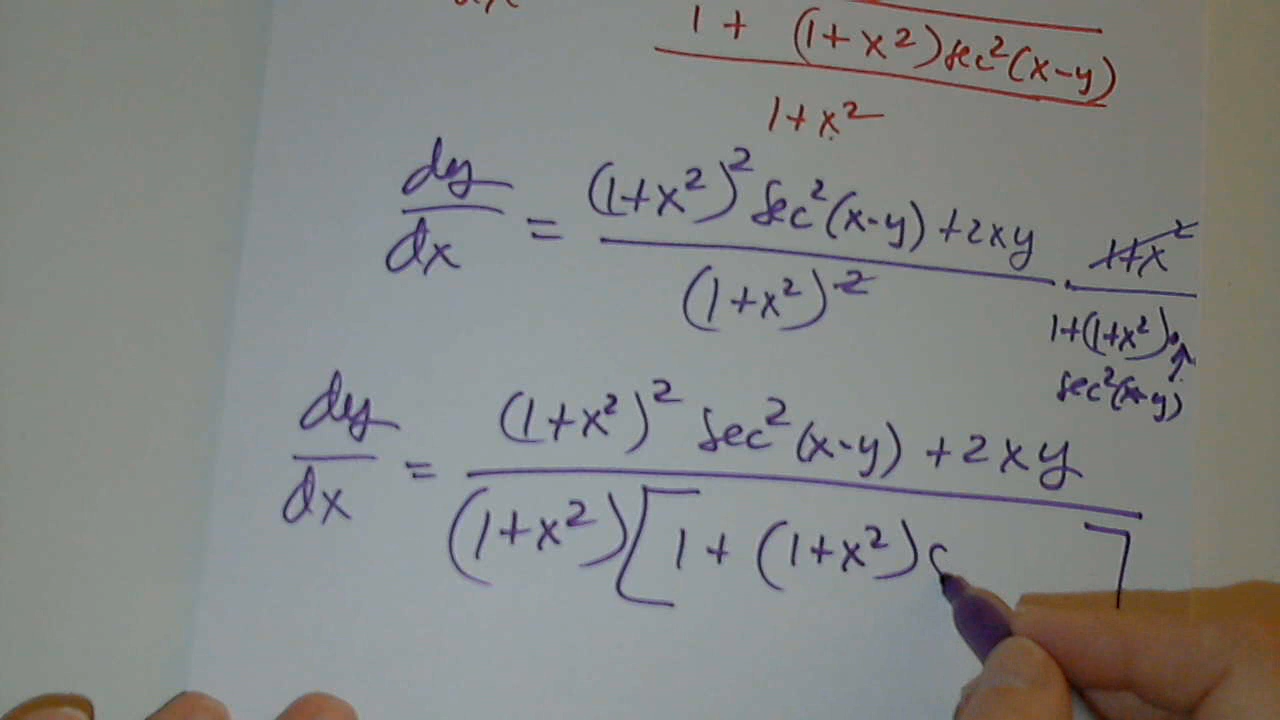 dx
1 + (1+x²)sec²(x-y)
1+x²
dy/dx = (1+x²)² sec²(x-y) +2xy / (1+x²)² · 1+x² / 1+(1+x²)· sec²(x-y)
dy/dx = (1+x²)² sec²(x-y) +2xy / (1+x²)[1 + (1+x²)